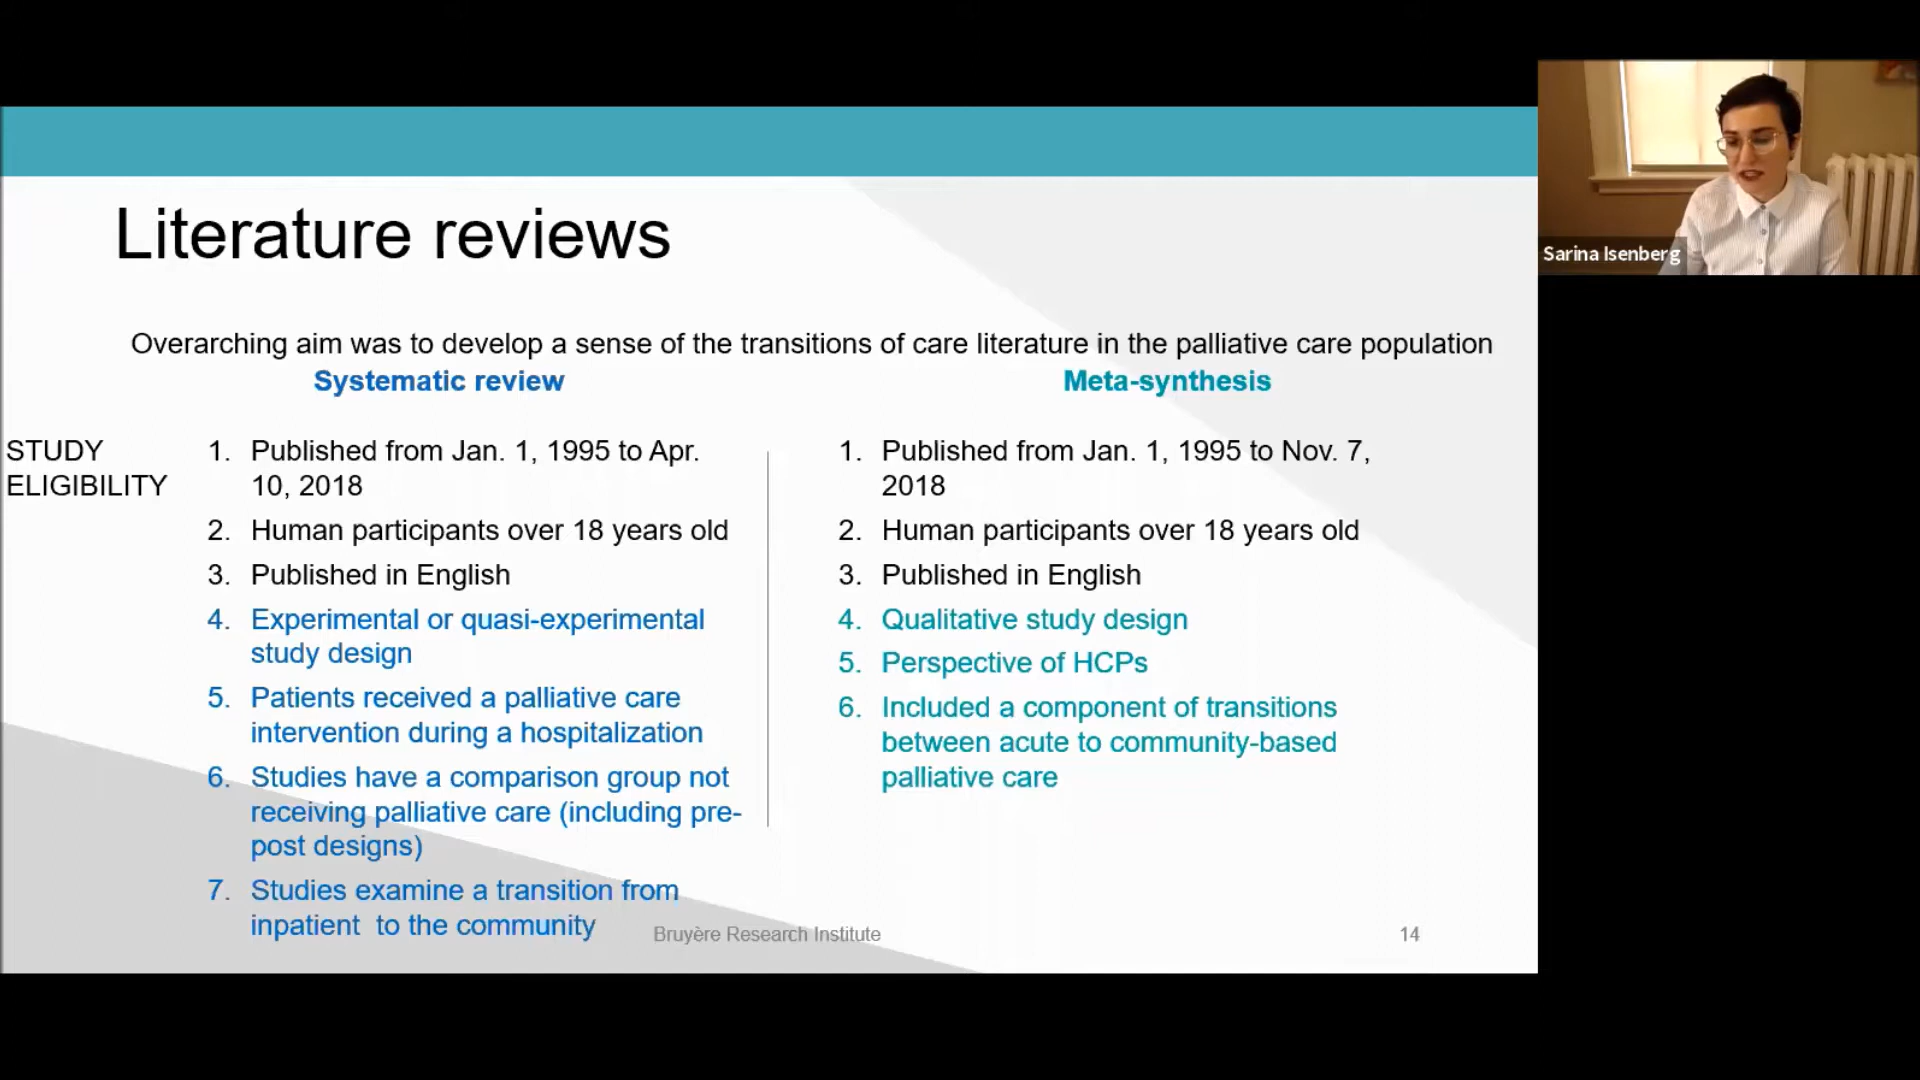 Literature reviews
Overarching aim was to develop a sense of the transitions of care literature in the palliative care population
Systematic review
Meta-synthesis
STUDY
ELIGIBILITY
1. Published from Jan. 1, 1995 to Apr.
10, 2018
2. Human participants over 18 years old
3. Published in English
4. Experimental or quasi-experimental
study design
5. Patients received a palliative care
intervention during a hospitalization
6. Studies have a comparison group not
receiving palliative care (including pre-
post designs)
7. Studies examine a transition from
inpatient  to the community
1. Published from Jan. 1, 1995 to Nov. 7,
2018
2. Human participants over 18 years old
3. Published in English
4. Qualitative study design
5. Perspective of HCPs
6. Included a component of transitions
between acute to community-based
palliative care
Bruyère Research Institute
14
Sarina Isenberg